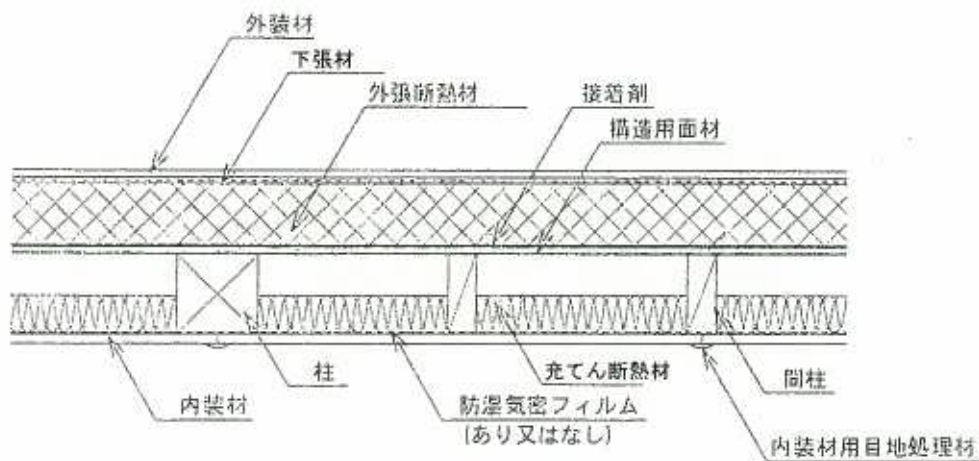 外装材
下張材
外張断熱材
接着剤
構造用面材
柱
充てん断熱材
間柱
内装材
防湿気密フィルム
(あり又はなし)
内装材用目地処理材